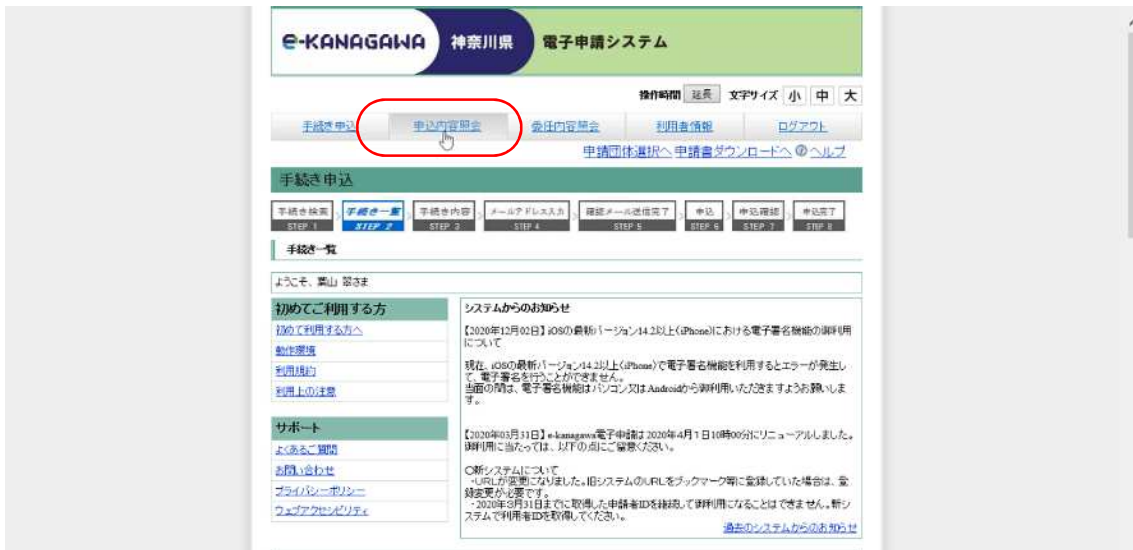 e-KANAGAWA 神奈川県 電子申請システム
操作時間 延長 文字サイズ 小 中 大
手続き申込 申込内容照会 委任内容照会 利用者情報 ログアウト
申請団体選択へ 申請書ダウンロードへ ? ヘルプ
手続き申込
手続き検索 手続き一覧 手続き内容 メールアドレス入力 確認メール送信完了 申込 申込確認 申込完了
STEP 1 STEP 2 STEP 3 STEP 4 STEP 5 STEP 6 STEP 7 STEP 8
手続き一覧
ようこそ、葉山 翠さま
初めてご利用する方
初めて利用する方へ
動作環境
利用規約
利用上の注意
サポート
よくあるご質問
お問い合わせ
プライバシーポリシー
ウェブアクセシビリティ
システムからのお知らせ
【2020年12月02日】iOSの最新バージョン14.2以上(iPhone)における電子署名機能の御利用
について
現在、iOSの最新バージョン14.2以上(iPhone)で電子署名機能を利用するとエラーが発生し
て、電子署名を行うことができません。
当面の間は、電子署名機能はパソコン又はAndroidから御利用いただきますようお願いしま
す。
【2020年03月31日】e-kanagawa電子申請は2020年4月1日10時00分にリニューアルしました。
御利用に当たっては、以下の点にご留意ください。
○新システムについて
・URLが変更になりました。旧システムのURLをブックマーク等に登録していた場合は、登
録変更が必要です。
・2020年3月31日までに取得した申請者IDを継続して御利用になることはできません。新シ
ステムで利用者IDを取得してください。
過去のシステムからのお知らせ